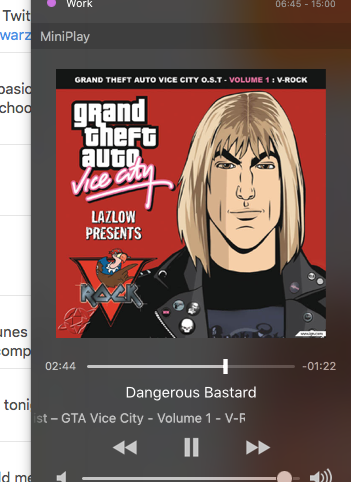 Work 06:45 - 15:00
Twit
MiniPlay
warz
GRAND THEFT AUTO VICE CITY O.S.T - VOLUME 1 : V-ROCK
basic
choo
grand
theft
auto
Vice City
LAZLOW
PRESENTS
ROCK
unes
comp
02:44 -01:22
Dangerous Bastard
toni
st – GTA Vice City - Volume 1 - V-R
ld me